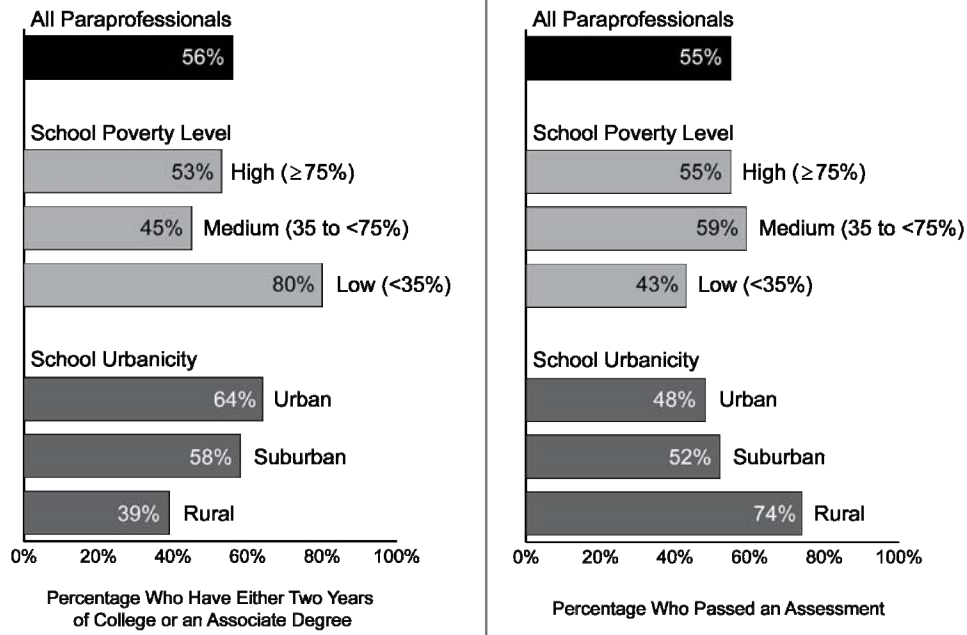 All Paraprofessionals
56%
School Poverty Level
53% High (≥75%)
45% Medium (35 to <75%)
80% Low (<35%)
School Urbanicity
64% Urban
58% Suburban
39% Rural
0% 20% 40% 60% 80% 100%
Percentage Who Have Either Two Years
of College or an Associate Degree
All Paraprofessionals
55%
School Poverty Level
55% High (≥75%)
59% Medium (35 to <75%)
43% Low (<35%)
School Urbanicity
48% Urban
52% Suburban
74% Rural
0% 20% 40% 60% 80% 100%
Percentage Who Passed an Assessment